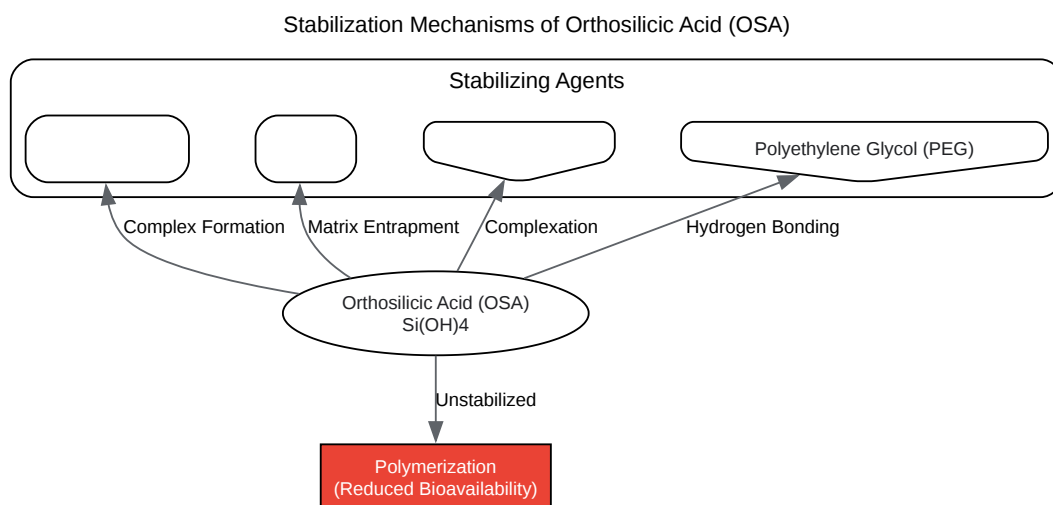 Stabilization Mechanisms of Orthosilicic Acid (OSA)
Stabilizing Agents
Polyethylene Glycol (PEG)
Complex Formation
Matrix Entrapment
Complexation
Hydrogen Bonding
Orthosilicic Acid (OSA)
Si(OH)4
Unstabilized
Polymerization
(Reduced Bioavailability)